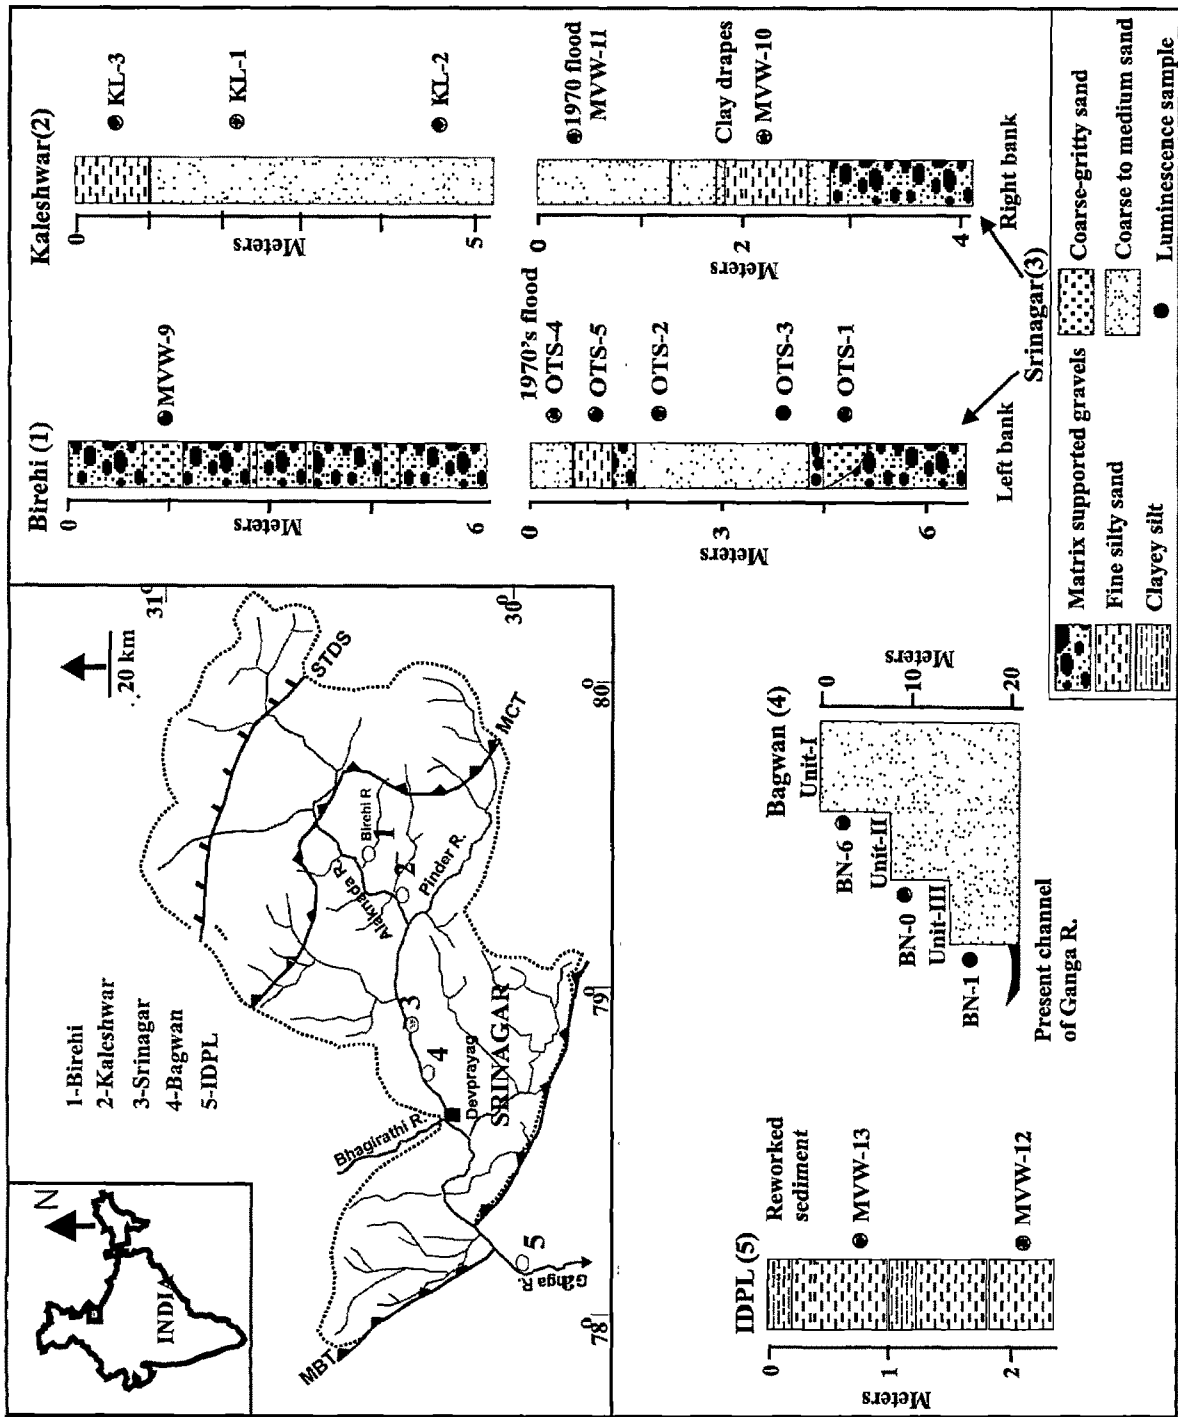 N
INDIA
1-Birehi
2-Kaleshwar
3-Srinagar
4-Bagwan
5-IDPL
20 km
31°
30°
78°
79°
80°
STDS
MCT
MBT
Birehi R
1
2
Alaknada R.
Pinder R.
3
4
SRINAGAR
Devprayag
Bhagirathi R.
5
Ganga R.
Birehi (1)
0
6
Meters
MVW-9
Kaleshwar(2)
0
5
Meters
KL-3
KL-1
KL-2
1970's flood
OTS-4
OTS-5
OTS-2
OTS-3
OTS-1
0
3
6
Meters
Left bank
1970 flood
MVW-11
Clay drapes
MVW-10
0
2
4
Meters
Right bank
Srinagar(3)
Bagwan (4)
Unit-I
BN-6
Unit-II
BN-0
Unit-III
BN-1
0
10
20
Meters
Present channel
of Ganga R.
IDPL (5)
Reworked
sediment
MVW-13
MVW-12
0
1
2
Meters
Matrix supported gravels
Fine silty sand
Clayey silt
Coarse-gritty sand
Coarse to medium sand
Luminescence sample